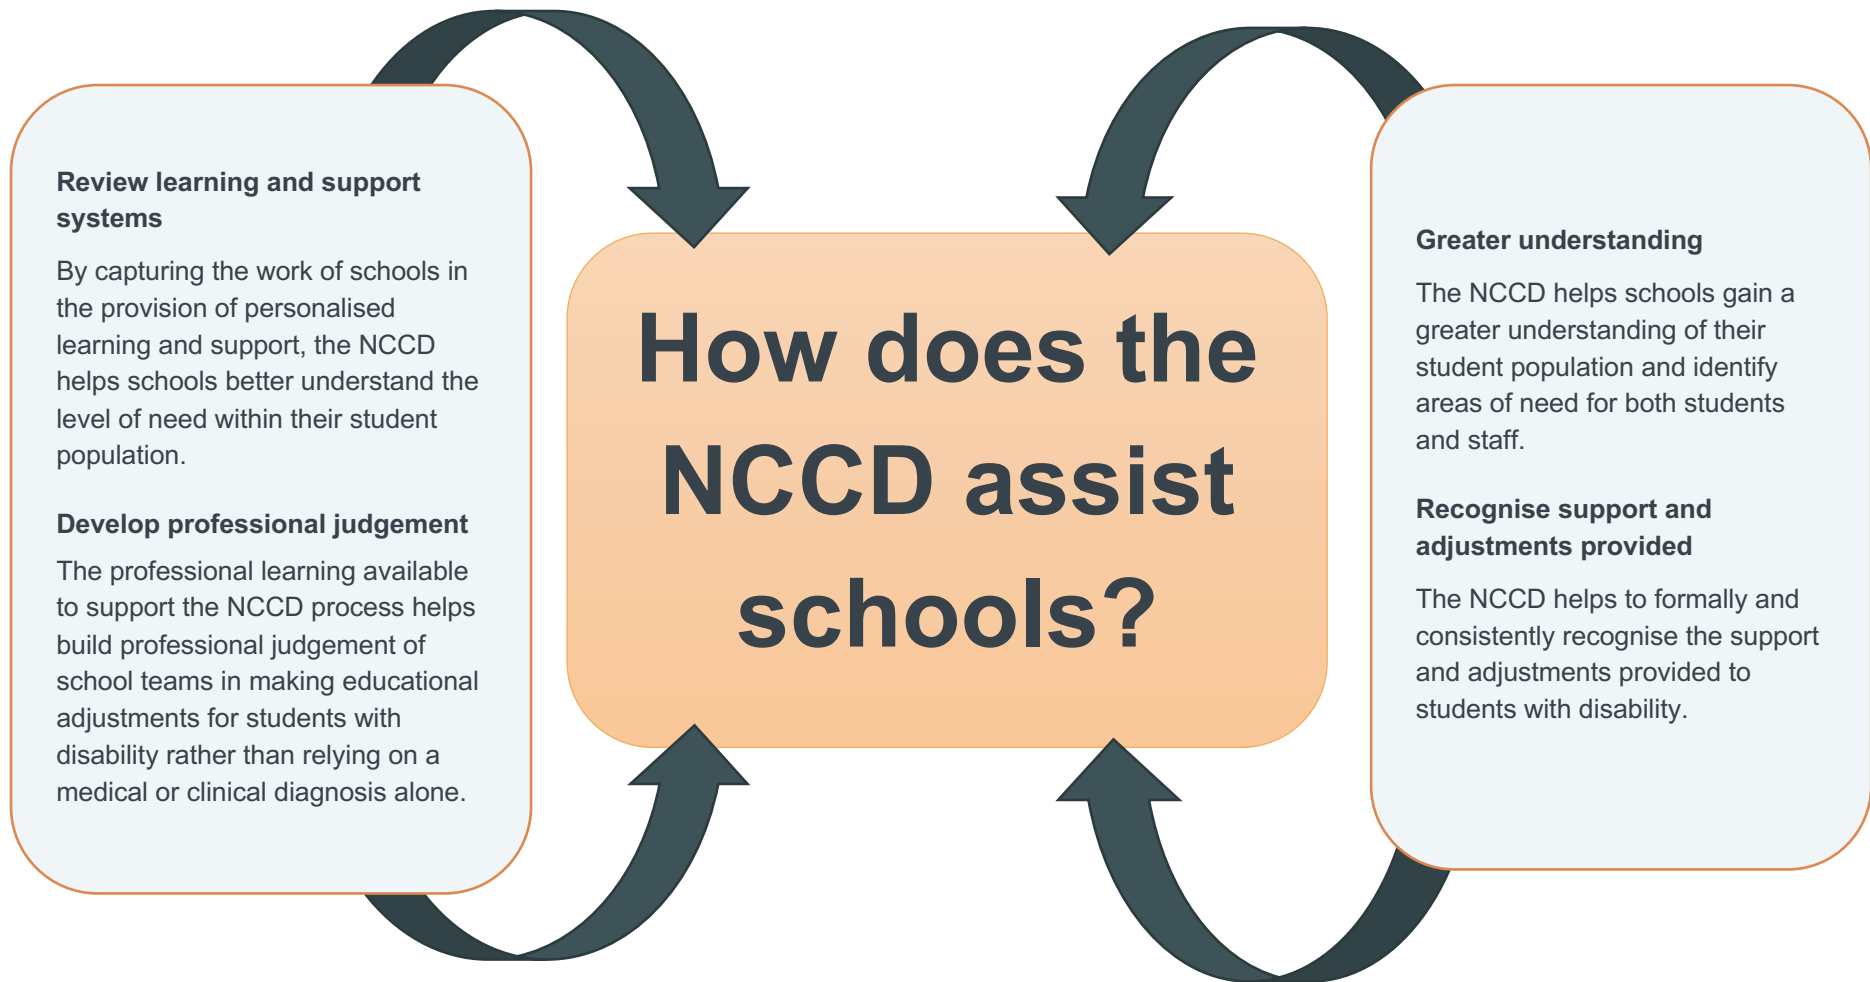 Review learning and support
systems
By capturing the work of schools in
the provision of personalised
learning and support, the NCCD
helps schools better understand the
level of need within their student
population.
Develop professional judgement
The professional learning available
to support the NCCD process helps
build professional judgement of
school teams in making educational
adjustments for students with
disability rather than relying on a
medical or clinical diagnosis alone.
How does the
NCCD assist
schools?
Greater understanding
The NCCD helps schools gain a
greater understanding of their
student population and identify
areas of need for both students
and staff.
Recognise support and
adjustments provided
The NCCD helps to formally and
consistently recognise the support
and adjustments provided to
students with disability.